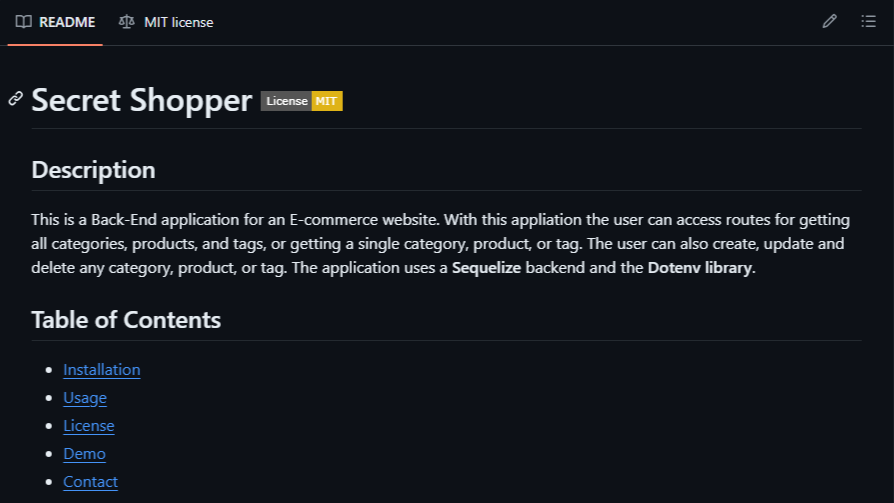 README MIT license
Secret Shopper License MIT
Description
This is a Back-End application for an E-commerce website. With this appliation the user can access routes for getting
all categories, products, and tags, or getting a single category, product, or tag. The user can also create, update and
delete any category, product, or tag. The application uses a Sequelize backend and the Dotenv library.
Table of Contents
Installation
Usage
License
Demo
Contact